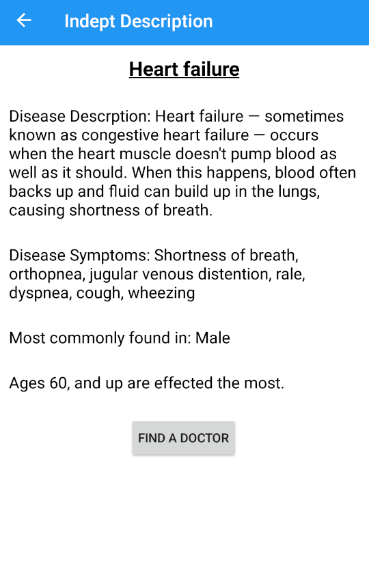 Indept Description
Heart failure
Disease Descrption: Heart failure — sometimes
known as congestive heart failure — occurs
when the heart muscle doesn't pump blood as
well as it should. When this happens, blood often
backs up and fluid can build up in the lungs,
causing shortness of breath.
Disease Symptoms: Shortness of breath,
orthopnea, jugular venous distention, rale,
dyspnea, cough, wheezing
Most commonly found in: Male
Ages 60, and up are effected the most.
FIND A DOCTOR